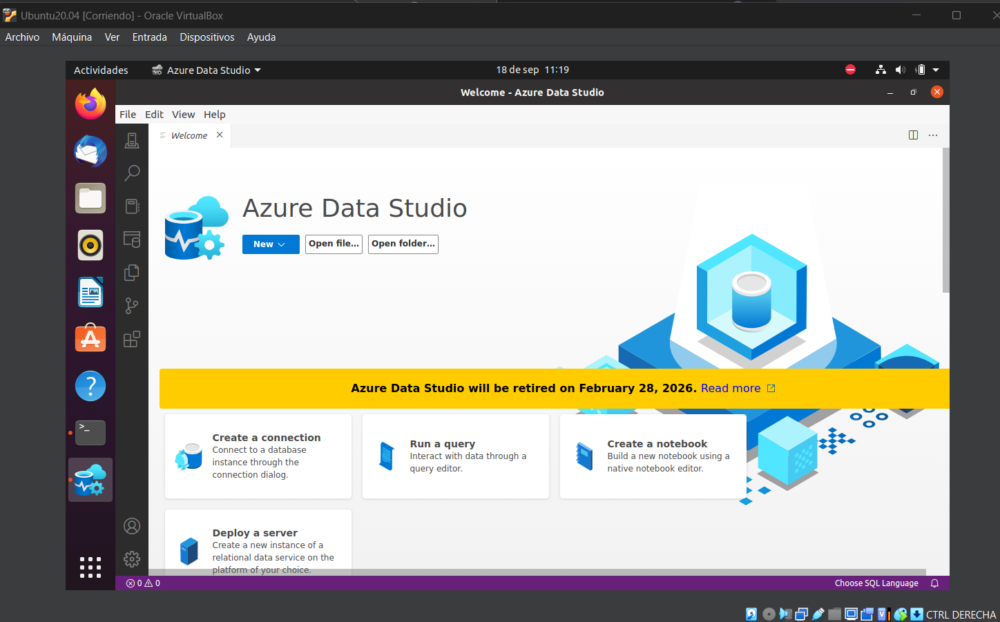 Ubuntu20.04 [Corriendo] - Oracle VirtualBox
Archivo Máquina Ver Entrada Dispositivos Ayuda
Actividades Azure Data Studio 18 de sep 11:19
Welcome - Azure Data Studio
File Edit View Help
Welcome
Azure Data Studio
New Open file... Open folder...
Azure Data Studio will be retired on February 28, 2026. Read more
Create a connection
Connect to a database
instance through the
connection dialog.
Run a query
Interact with data through a
query editor.
Create a notebook
Build a new notebook using a
native notebook editor.
Deploy a server
Create a new instance of a
relational data service on the
platform of your choice.
0 0 Choose SQL Language
CTRL DERECHA